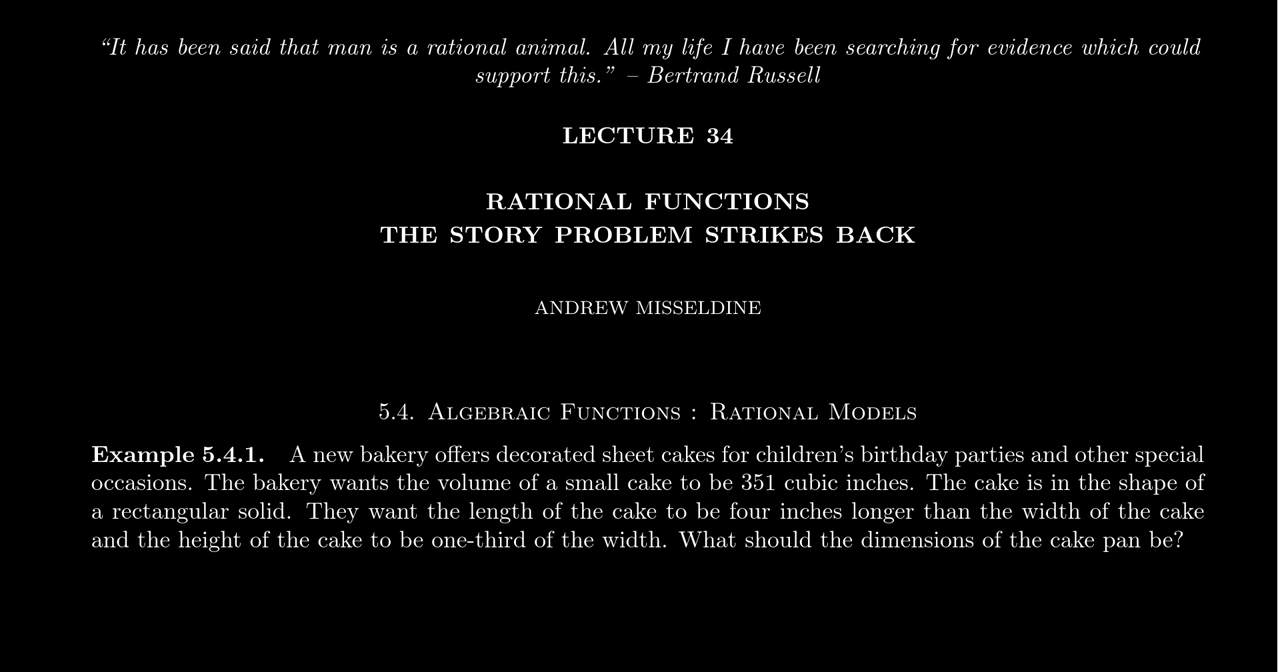 “It has been said that man is a rational animal. All my life I have been searching for evidence which could
support this.” – Bertrand Russell
LECTURE 34
RATIONAL FUNCTIONS
THE STORY PROBLEM STRIKES BACK
ANDREW MISSELDINE
5.4. Algebraic Functions : Rational Models
Example 5.4.1. A new bakery offers decorated sheet cakes for children’s birthday parties and other special
occasions. The bakery wants the volume of a small cake to be 351 cubic inches. The cake is in the shape of
a rectangular solid. They want the length of the cake to be four inches longer than the width of the cake
and the height of the cake to be one-third of the width. What should the dimensions of the cake pan be?